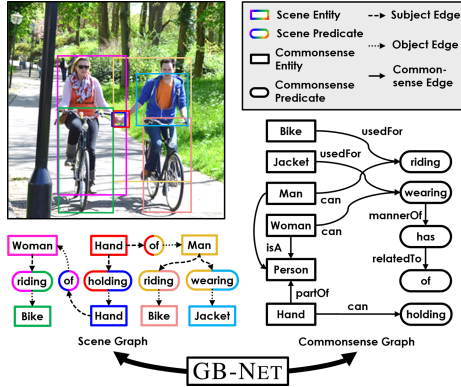 Scene Entity
Scene Predicate
Commonsense
Entity
Commonsense
Predicate
Subject Edge
Object Edge
Common-
sense Edge
Woman
Hand
of
Man
riding
of
holding
riding
wearing
Bike
Hand
Bike
Jacket
Scene Graph
Bike
usedFor
riding
Jacket
usedFor
wearing
Man
can
mannerOf
Woman
can
has
isA
relatedTo
Person
of
partOf
Hand
can
holding
Commonsense Graph
GB-NET